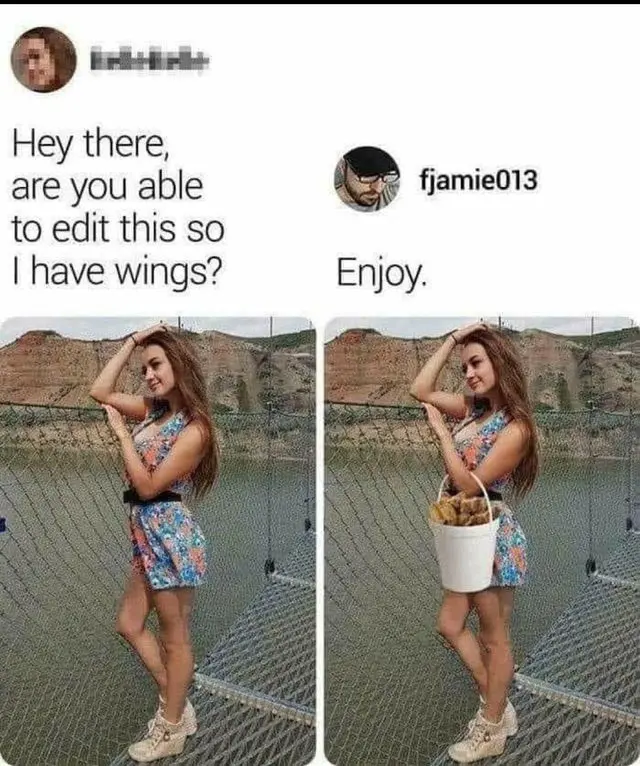 Hey there,
are you able
to edit this so
I have wings?
fjamie013
Enjoy.